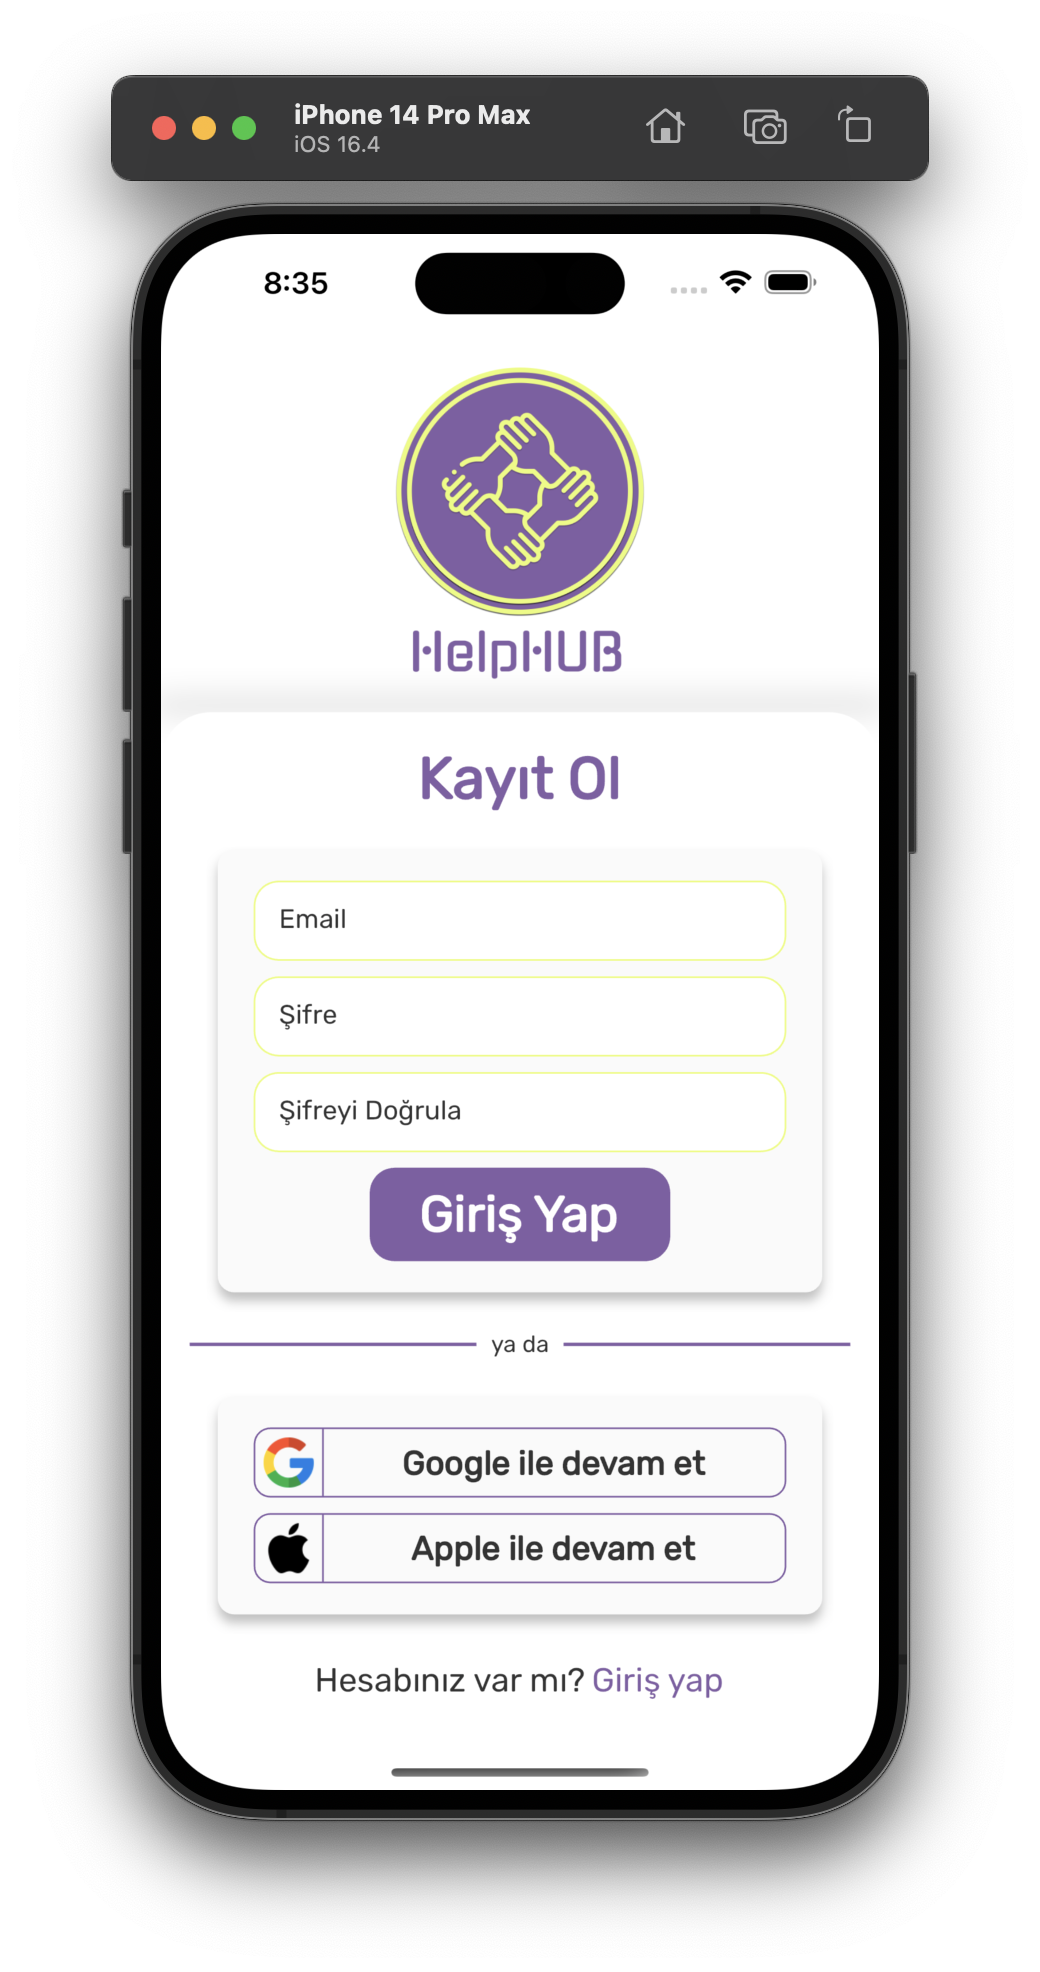 iPhone 14 Pro Max
iOS 16.4
8:35
HelpHUB
Kayıt Ol
Email
Şifre
Şifreyi Doğrula
Giriş Yap
ya da
Google ile devam et
Apple ile devam et
Hesabınız var mı? Giriş yap